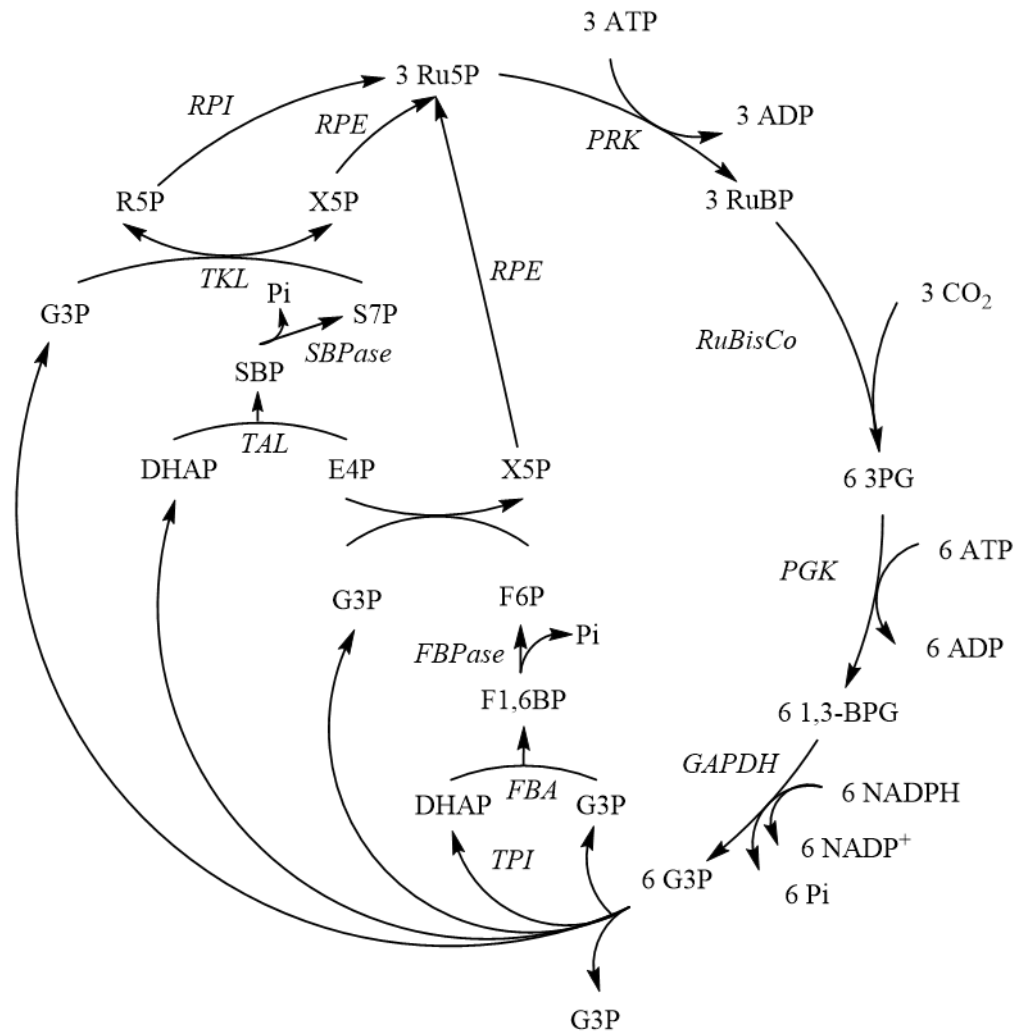 3 ATP
3 Ru5P
RPI
RPE
3 ADP
PRK
R5P
X5P
3 RuBP
TKL
RPE
Pi
3 CO₂
G3P
S7P
RuBisCo
SBPase
SBP
TAL
DHAP
E4P
X5P
6 3PG
6 ATP
PGK
G3P
F6P
Pi
6 ADP
FBPase
F1,6BP
6 1,3-BPG
GAPDH
FBA
6 NADPH
DHAP
G3P
6 NADP⁺
TPI
6 G3P
6 Pi
G3P